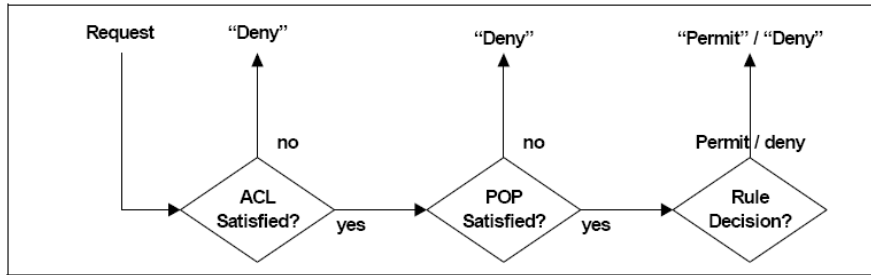 Request
“Deny”
“Deny”
“Permit” / “Deny”
no
no
Permit / deny
ACL
Satisfied?
yes
POP
Satisfied?
yes
Rule
Decision?